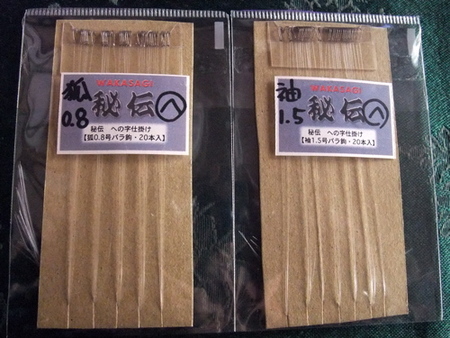 狐
0.8
WAKASAGI
秘伝 ㋬
秘伝 への字仕掛け
【狐0.8号バラ鈎・20本入】
袖
1.5
WAKASAGI
秘伝 ㋬
秘伝 への字仕掛け
【袖1.5号バラ鈎・20本入】